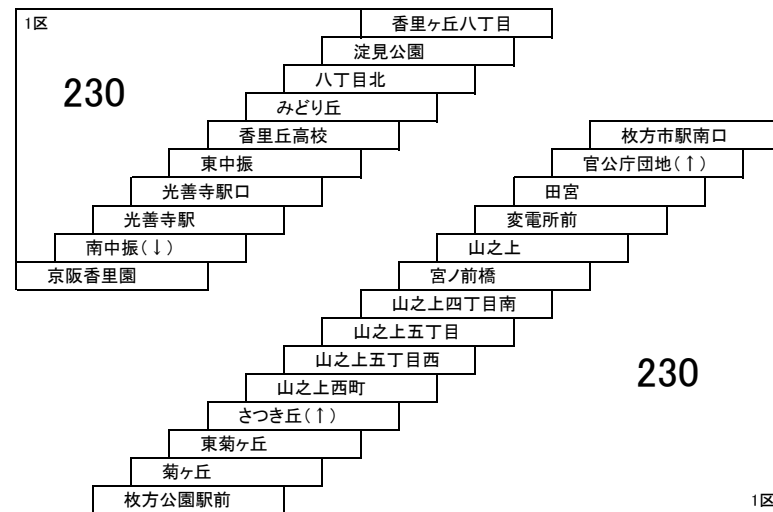 1区
香里ヶ丘八丁目
淀見公園
八丁目北
230
みどり丘
香里丘高校
枚方市駅南口
東中振
官公庁団地(↑)
光善寺駅口
田宮
光善寺駅
変電所前
南中振(↓)
山之上
京阪香里園
宮ノ前橋
山之上四丁目南
山之上五丁目
山之上五丁目西
230
山之上西町
さつき丘(↑)
東菊ヶ丘
菊ヶ丘
枚方公園駅前
1区